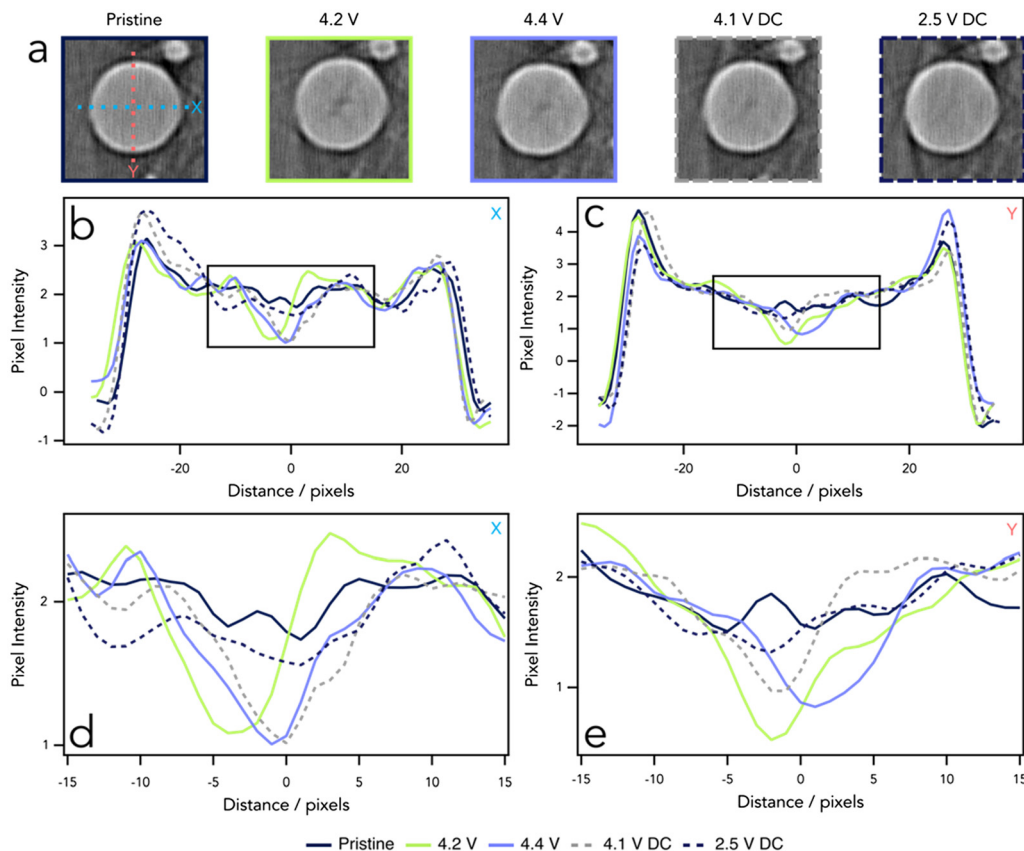 Pristine 4.2 V 4.4 V 4.1 V DC 2.5 V DC
a
X
Y
b X
c Y
Pixel Intensity
3
2
1
0
-1
-20 0 20
Distance / pixels
Pixel Intensity
4
3
2
1
0
-1
-2
-20 0 20
Distance / pixels
X
Pixel Intensity
2
1
d
-15 -10 -5 0 5 10 15
Distance / pixels
Y
Pixel Intensity
2
1
e
-15 -10 -5 0 5 10 15
Distance / pixels
Pristine 4.2 V 4.4 V 4.1 V DC 2.5 V DC